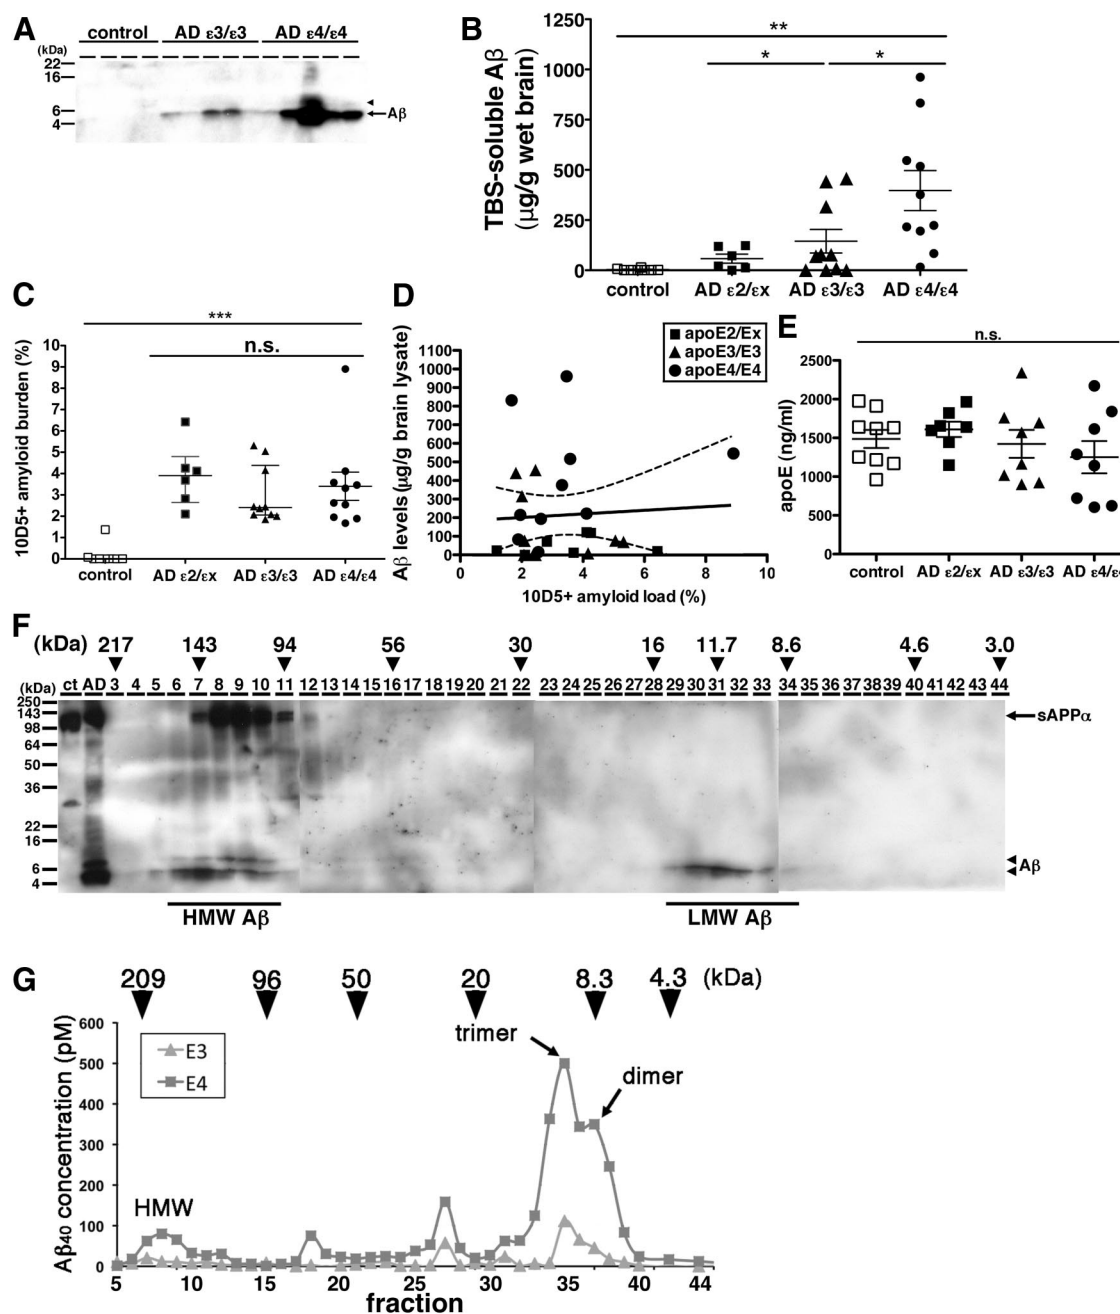 A
control AD ε3/ε3 AD ε4/ε4
(kDa)
22
16
6
4
Aβ
B
TBS-soluble Aβ
(μg/g wet brain)
1250
1000
750
500
250
0
** 
* *
control AD ε2/εx AD ε3/ε3 AD ε4/ε4
C
10D5+ amyloid burden (%)
10
9
8
7
6
5
4
3
2
1
0
***
n.s.
control AD ε2/εx AD ε3/ε3 AD ε4/ε4
D
Aβ levels (μg/g brain lysate)
1100
1000
900
800
700
600
500
400
300
200
100
0
apoE2/Ex
apoE3/E3
apoE4/E4
0 2 4 6 8 10
10D5+ amyloid load (%)
E
n.s.
apoE (ng/ml)
2500
2000
1500
1000
500
0
control AD ε2/εx AD ε3/ε3 AD ε4/ε4
F
(kDa) 217 143 94 56 30 16 11.7 8.6 4.6 3.0
(kDa) ct AD 3 4 5 6 7 8 9 10 11 12 13 14 15 16 17 18 19 20 21 22 23 24 25 26 27 28 29 30 31 32 33 34 35 36 37 38 39 40 41 42 43 44
250
143
98
64
50
36
22
16
6
4
sAPPα
Aβ
HMW Aβ LMW Aβ
G
209 96 50 20 8.3 4.3 (kDa)
Aβ40 concentration (pM)
600
500
400
300
200
100
0
E3
E4
trimer
dimer
HMW
5 10 15 20 25 30 35 40 44
fraction